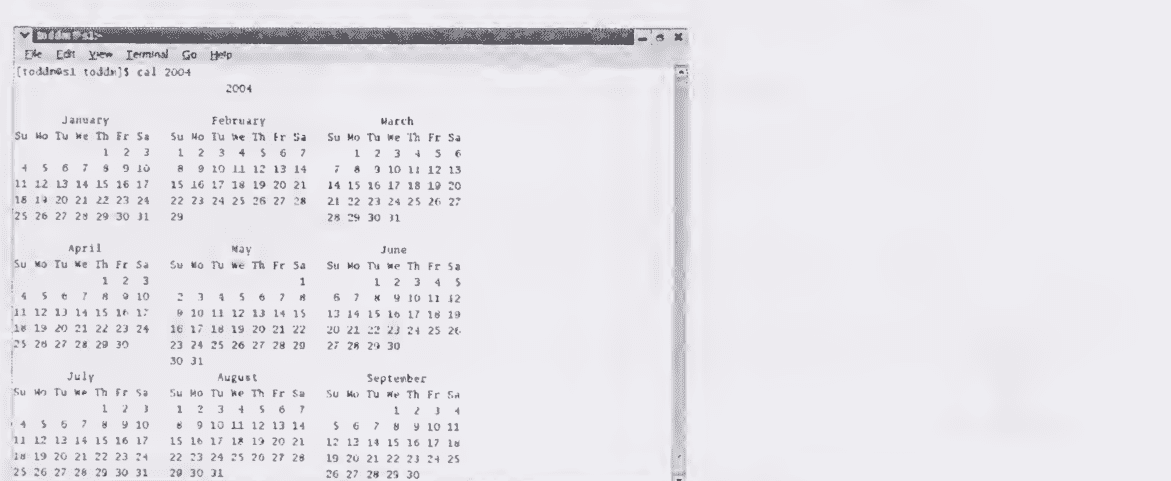 toddm@s1:~
File Edit View Terminal Go Help
[toddm@s1 toddm]$ cal 2004
2004
January February March
Su Mo Tu We Th Fr Sa Su Mo Tu We Th Fr Sa Su Mo Tu We Th Fr Sa
1 2 3 1 2 3 4 5 6 7 1 2 3 4 5 6
4 5 6 7 8 9 10 8 9 10 11 12 13 14 7 8 9 10 11 12 13
11 12 13 14 15 16 17 15 16 17 18 19 20 21 14 15 16 17 18 19 20
18 19 20 21 22 23 24 22 23 24 25 26 27 28 21 22 23 24 25 26 27
25 26 27 28 29 30 31 29 28 29 30 31
April May June
Su Mo Tu We Th Fr Sa Su Mo Tu We Th Fr Sa Su Mo Tu We Th Fr Sa
1 2 3 1 1 2 3 4 5
4 5 6 7 8 9 10 2 3 4 5 6 7 8 6 7 8 9 10 11 12
11 12 13 14 15 16 17 9 10 11 12 13 14 15 13 14 15 16 17 18 19
18 19 20 21 22 23 24 16 17 18 19 20 21 22 20 21 22 23 24 25 26
25 26 27 28 29 30 23 24 25 26 27 28 29 27 28 29 30
30 31
July August September
Su Mo Tu We Th Fr Sa Su Mo Tu We Th Fr Sa Su Mo Tu We Th Fr Sa
1 2 3 1 2 3 4 5 6 7 1 2 3 4
4 5 6 7 8 9 10 8 9 10 11 12 13 14 5 6 7 8 9 10 11
11 12 13 14 15 16 17 15 16 17 18 19 20 21 12 13 14 15 16 17 18
18 19 20 21 22 23 24 22 23 24 25 26 27 28 19 20 21 22 23 24 25
25 26 27 28 29 30 31 29 30 31 26 27 28 29 30